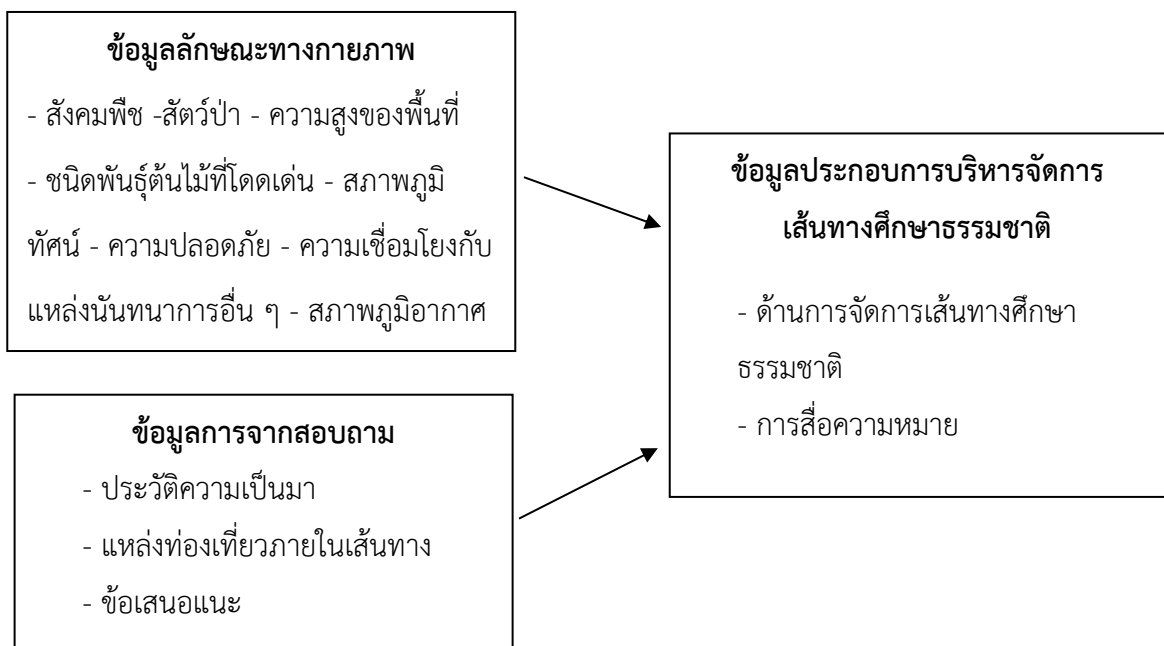 ข้อมูลลักษณะทางกายภาพ
- สังคมพืช -สัตว์ป่า - ความสูงของพื้นที่
- ชนิดพันธุ์ต้นไม้ที่โดดเด่น - สภาพภูมิ
ทัศน์ - ความปลอดภัย - ความเชื่อมโยงกับ
แหล่งนันทนาการอื่น ๆ - สภาพภูมิอากาศ
ข้อมูลการจากสอบถาม
- ประวัติความเป็นมา
- แหล่งท่องเที่ยวภายในเส้นทาง
- ข้อเสนอแนะ
ข้อมูลประกอบการบริหารจัดการ
เส้นทางศึกษาธรรมชาติ
- ด้านการจัดการเส้นทางศึกษา
ธรรมชาติ
- การสื่อความหมาย